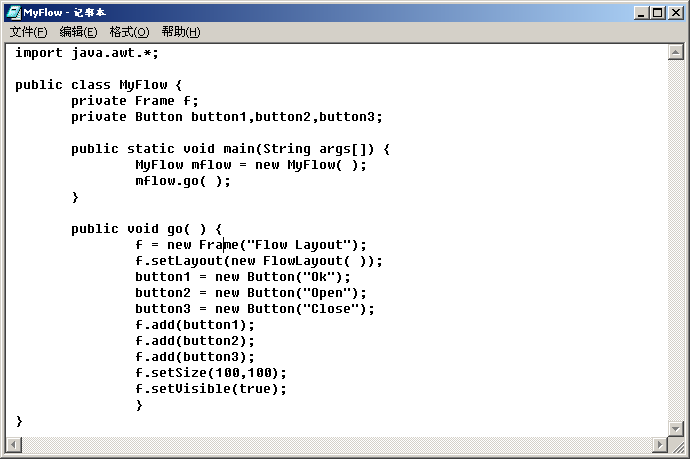 MyFlow - 记事本
文件(F) 编辑(E) 格式(O) 帮助(H)
import java.awt.*;
public class MyFlow {
private Frame f;
private Button button1,button2,button3;
public static void main(String args[]) {
MyFlow mflow = new MyFlow( );
mflow.go( );
}
public void go( ) {
f = new Frame("Flow Layout");
f.setLayout(new FlowLayout( ));
button1 = new Button("Ok");
button2 = new Button("Open");
button3 = new Button("Close");
f.add(button1);
f.add(button2);
f.add(button3);
f.setSize(100,100);
f.setVisible(true);
}
}